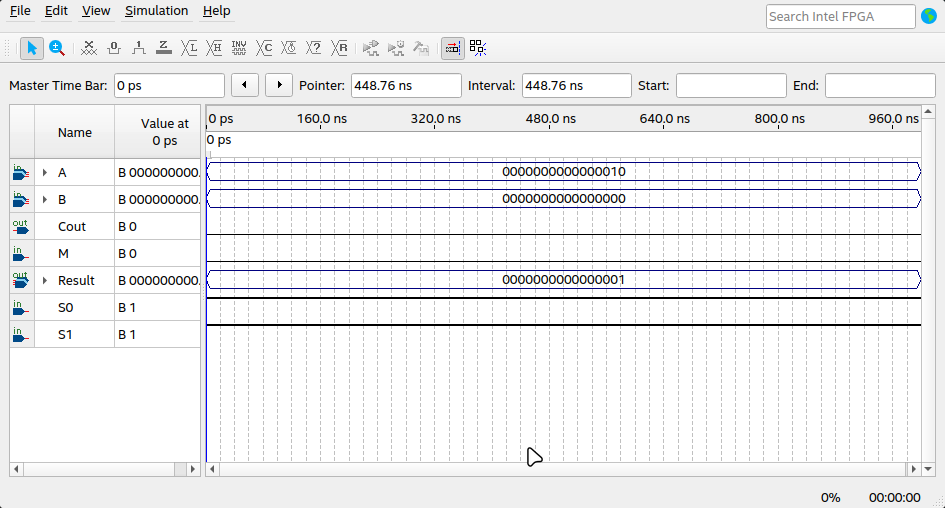 File Edit View Simulation Help
Search Intel FPGA
Master Time Bar: 0 ps Pointer: 448.76 ns Interval: 448.76 ns Start: End:
Name Value at 0 ps
0 ps 160.0 ns 320.0 ns 480.0 ns 640.0 ns 800.0 ns 960.0 ns
0 ps
in A B 000000000. 0000000000000010
in B B 000000000. 0000000000000000
out Cout B 0
in M B 0
out Result B 000000000. 0000000000000001
in S0 B 1
in S1 B 1
0% 00:00:00